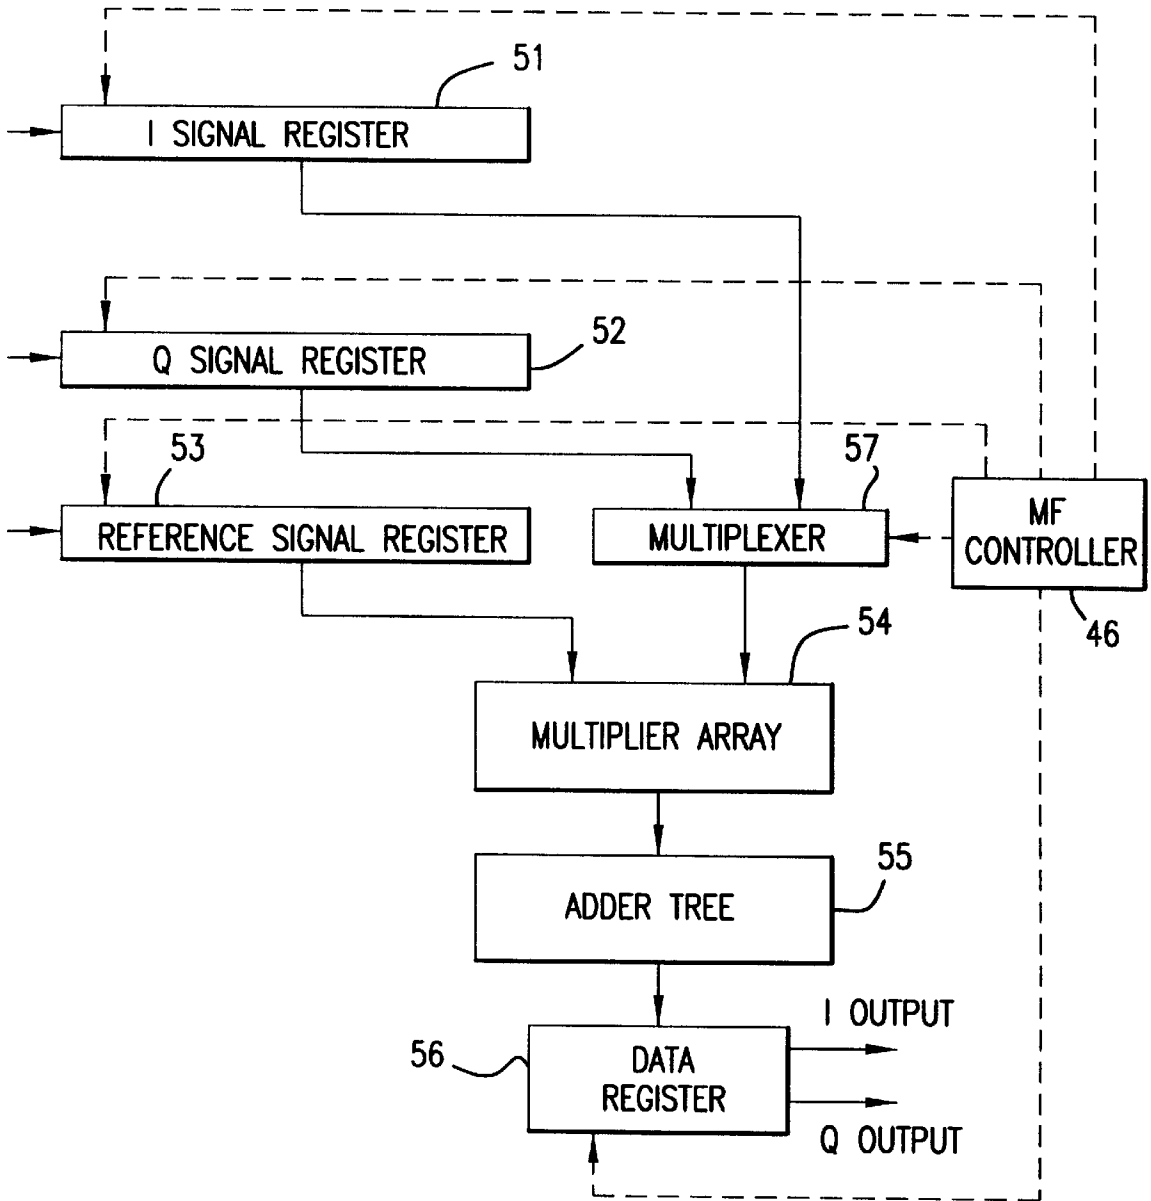 51
I SIGNAL REGISTER
52
Q SIGNAL REGISTER
53
57
REFERENCE SIGNAL REGISTER
MULTIPLEXER
MF
CONTROLLER
46
54
MULTIPLIER ARRAY
55
ADDER TREE
I OUTPUT
56
DATA
REGISTER
Q OUTPUT